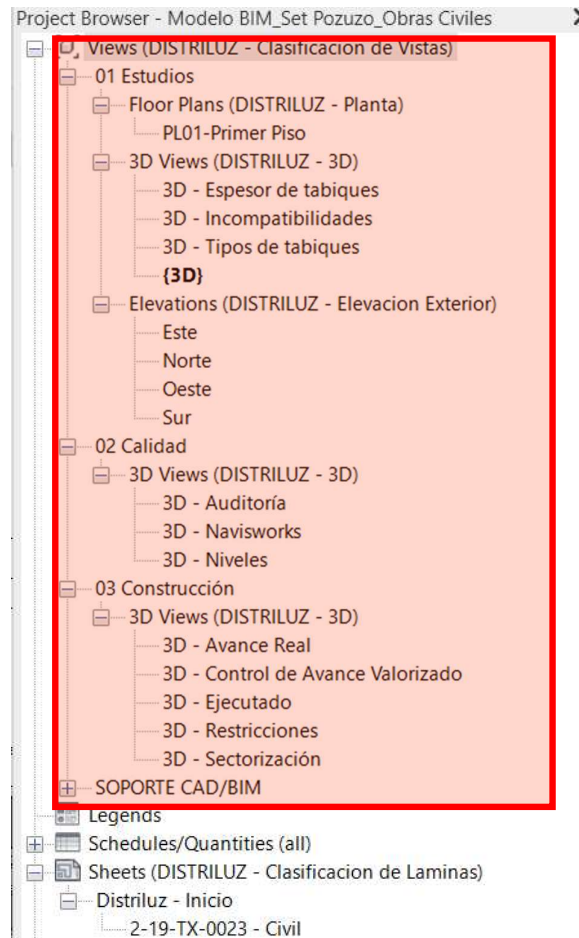 Project Browser - Modelo BIM_Set Pozuzo_Obras Civiles
Views (DISTRILUZ - Clasificacion de Vistas)
01 Estudios
Floor Plans (DISTRILUZ - Planta)
PL01-Primer Piso
3D Views (DISTRILUZ - 3D)
3D - Espesor de tabiques
3D - Incompatibilidades
3D - Tipos de tabiques
{3D}
Elevations (DISTRILUZ - Elevacion Exterior)
Este
Norte
Oeste
Sur
02 Calidad
3D Views (DISTRILUZ - 3D)
3D - Auditoría
3D - Navisworks
3D - Niveles
03 Construcción
3D Views (DISTRILUZ - 3D)
3D - Avance Real
3D - Control de Avance Valorizado
3D - Ejecutado
3D - Restricciones
3D - Sectorización
SOPORTE CAD/BIM
Legends
Schedules/Quantities (all)
Sheets (DISTRILUZ - Clasificacion de Laminas)
Distriluz - Inicio
2-19-TX-0023 - Civil